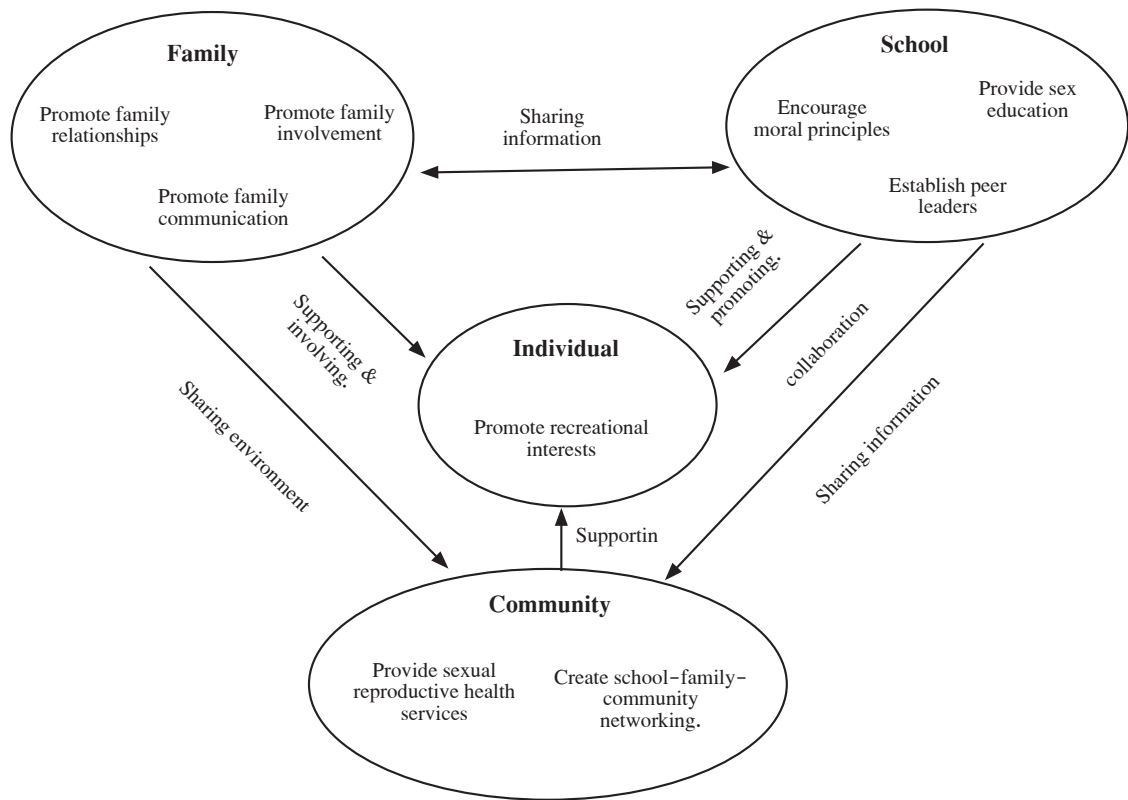 Family
Promote family
relationships
Promote family
involvement
Promote family
communication
Sharing
information
School
Encourage
moral principles
Provide sex
education
Establish peer
leaders
Supporting &
involving.
Supporting &
promoting.
collaboration
Sharing environment
Sharing information
Individual
Promote recreational
interests
Supportin
Community
Provide sexual
reproductive health
services
Create school-family-
community
networking.